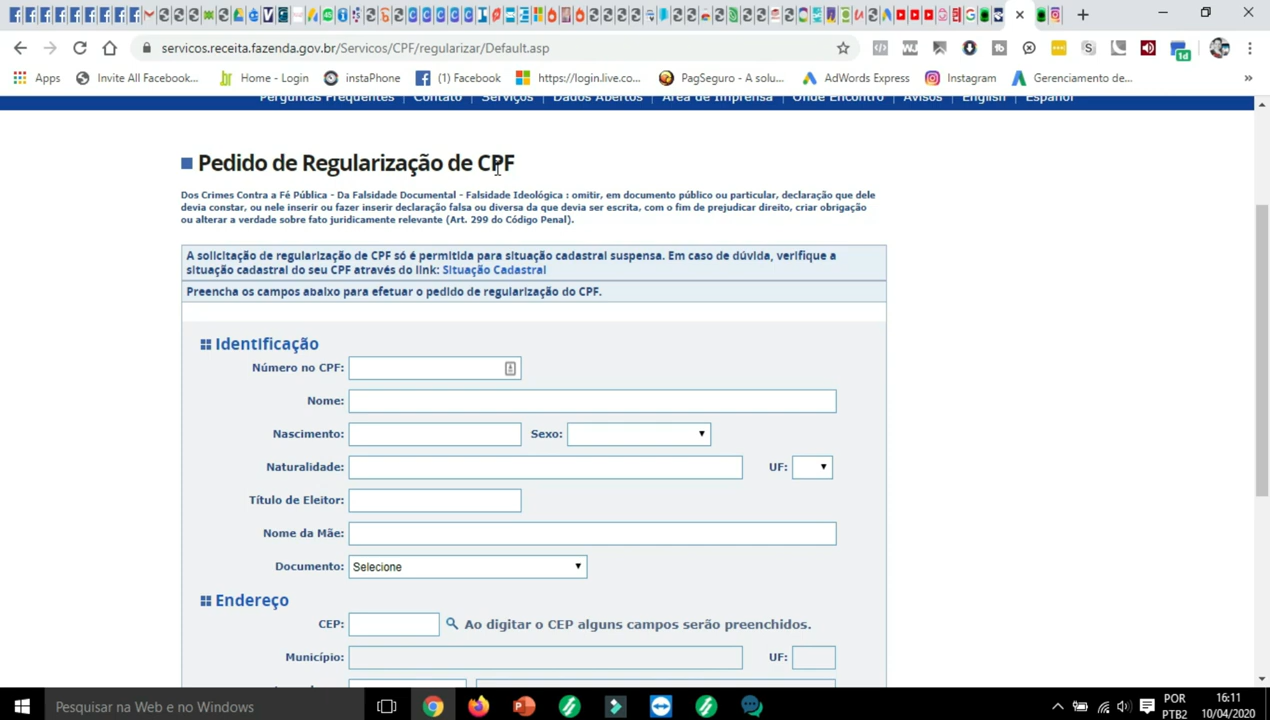 servicos.receita.fazenda.gov.br/Servicos/CPF/regularizar/Default.asp
Apps Invite All Facebook... Home - Login instaPhone (1) Facebook https://login.live.co... PagSeguro - A solu... AdWords Express Instagram Gerenciamento de... »
Perguntas Frequentes | Contato | Serviços | Dados Abertos | Área de Imprensa | Onde Encontro | Avisos | English | Español
Pedido de Regularização de CPF
Dos Crimes Contra a Fé Pública - Da Falsidade Documental - Falsidade Ideológica : omitir, em documento público ou particular, declaração que dele
devia constar, ou nele inserir ou fazer inserir declaração falsa ou diversa da que devia ser escrita, com o fim de prejudicar direito, criar obrigação
ou alterar a verdade sobre fato juridicamente relevante (Art. 299 do Código Penal).
A solicitação de regularização de CPF só é permitida para situação cadastral suspensa. Em caso de dúvida, verifique a
situação cadastral do seu CPF através do link: Situação Cadastral
Preencha os campos abaixo para efetuar o pedido de regularização do CPF.
Identificação
Número no CPF:
Nome:
Nascimento: Sexo:
Naturalidade: UF:
Título de Eleitor:
Nome da Mãe:
Documento: Selecione
Endereço
CEP: Ao digitar o CEP alguns campos serão preenchidos.
Município: UF:
Pesquisar na Web e no Windows
POR 16:11
PTB2 10/04/2020